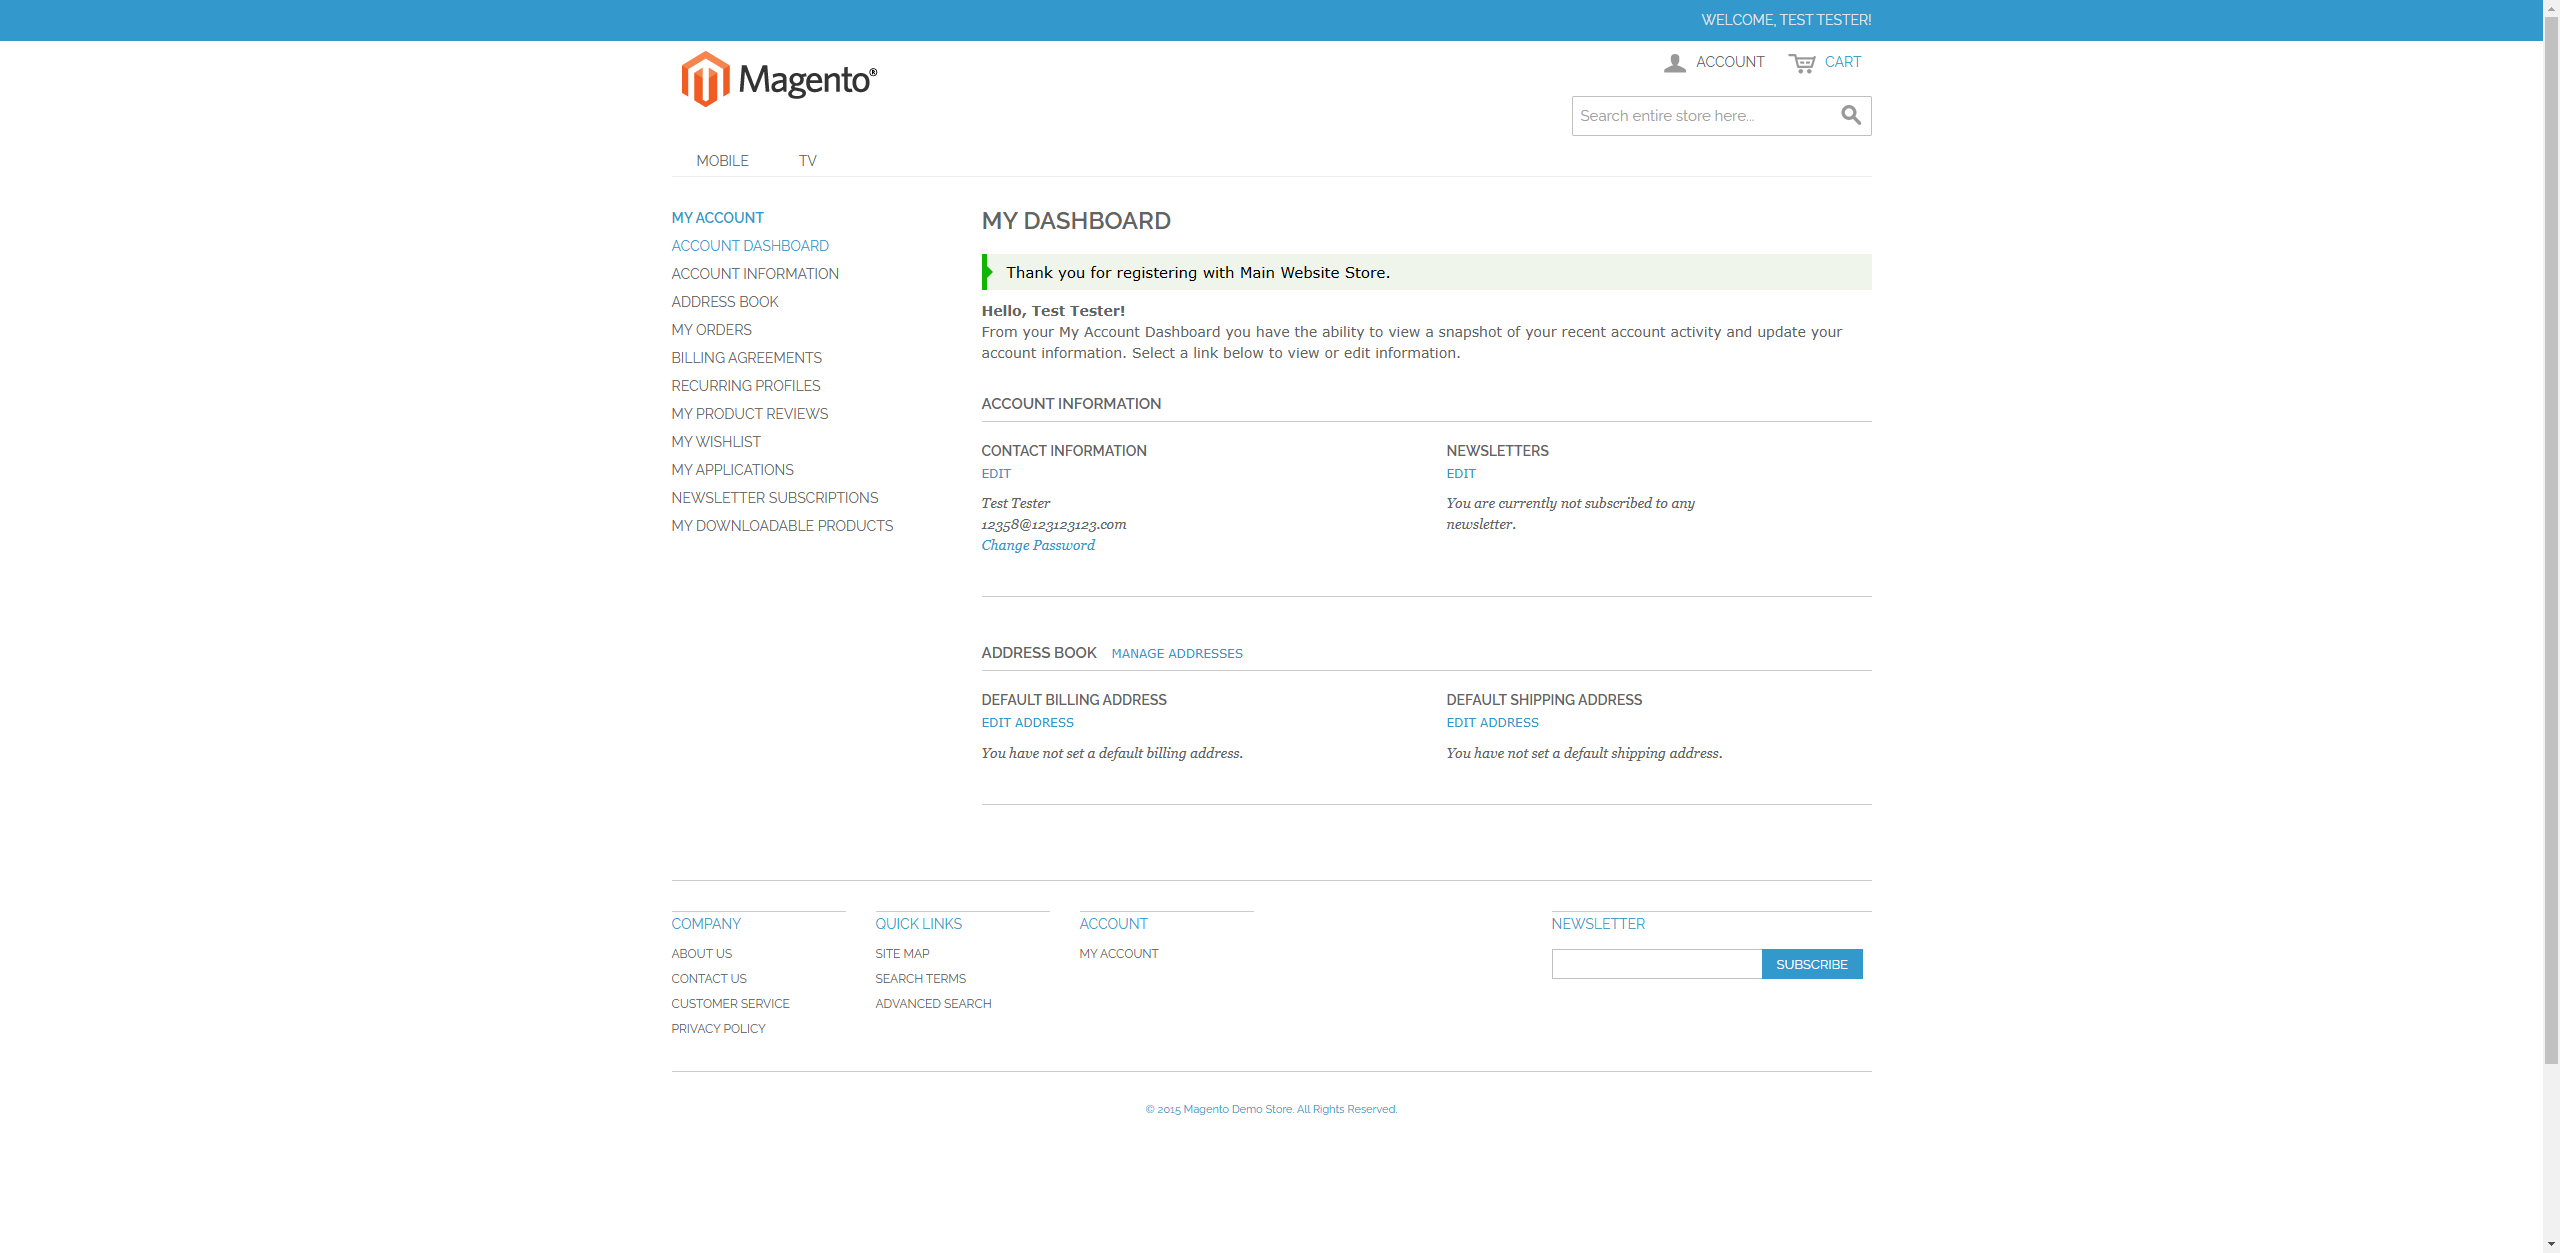 WELCOME, TEST TESTER!
Magento®
ACCOUNT
CART
Search entire store here...
MOBILE
TV
MY ACCOUNT
ACCOUNT DASHBOARD
ACCOUNT INFORMATION
ADDRESS BOOK
MY ORDERS
BILLING AGREEMENTS
RECURRING PROFILES
MY PRODUCT REVIEWS
MY WISHLIST
MY APPLICATIONS
NEWSLETTER SUBSCRIPTIONS
MY DOWNLOADABLE PRODUCTS
MY DASHBOARD
Thank you for registering with Main Website Store.
Hello, Test Tester!
From your My Account Dashboard you have the ability to view a snapshot of your recent account activity and update your
account information. Select a link below to view or edit information.
ACCOUNT INFORMATION
CONTACT INFORMATION
EDIT
Test Tester
12358@123123123.com
Change Password
NEWSLETTERS
EDIT
You are currently not subscribed to any
newsletter.
ADDRESS BOOK MANAGE ADDRESSES
DEFAULT BILLING ADDRESS
EDIT ADDRESS
You have not set a default billing address.
DEFAULT SHIPPING ADDRESS
EDIT ADDRESS
You have not set a default shipping address.
COMPANY
ABOUT US
CONTACT US
CUSTOMER SERVICE
PRIVACY POLICY
QUICK LINKS
SITE MAP
SEARCH TERMS
ADVANCED SEARCH
ACCOUNT
MY ACCOUNT
NEWSLETTER
SUBSCRIBE
© 2015 Magento Demo Store. All Rights Reserved.